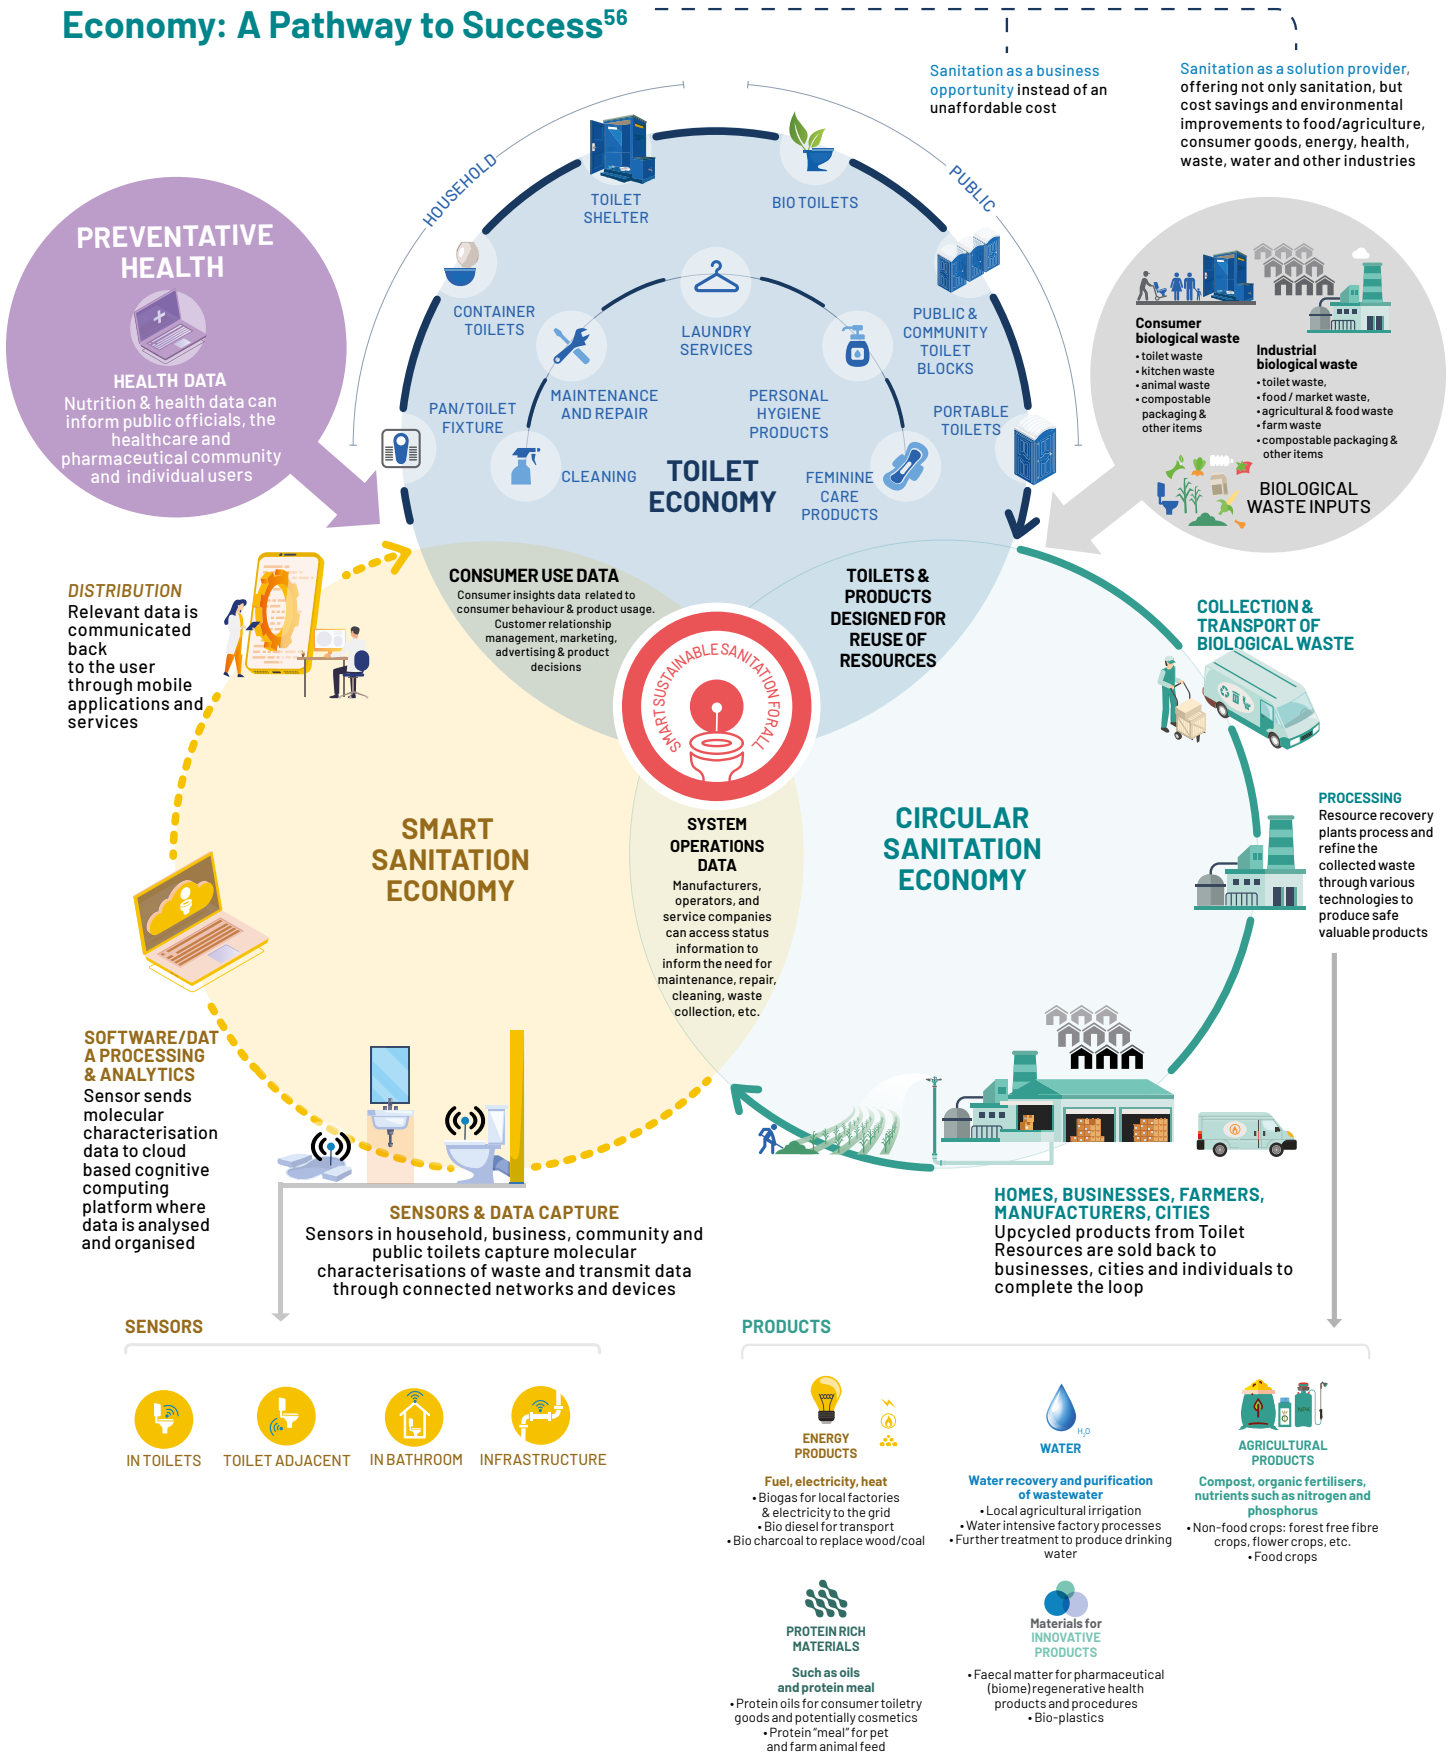 Economy: A Pathway to Success56
Sanitation as a business
opportunity instead of an
unaffordable cost
Sanitation as a solution provider,
offering not only sanitation, but
cost savings and environmental
improvements to food/agriculture,
consumer goods, energy, health,
waste, water and other industries
HOUSEHOLD
PUBLIC
TOILET
SHELTER
BIO TOILETS
CONTAINER
TOILETS
PUBLIC &
COMMUNITY
TOILET
BLOCKS
PAN/TOILET
FIXTURE
PORTABLE
TOILETS
LAUNDRY
SERVICES
MAINTENANCE
AND REPAIR
PERSONAL
HYGIENE
PRODUCTS
CLEANING
FEMININE
CARE
PRODUCTS
TOILET
ECONOMY
PREVENTATIVE
HEALTH
HEALTH DATA
Nutrition & health data can
inform public officials, the
healthcare and
pharmaceutical community
and individual users
Consumer
biological waste
• toilet waste
• kitchen waste
• animal waste
• compostable
packaging &
other items
Industrial
biological waste
• toilet waste,
• food / market waste,
• agricultural & food waste
• farm waste
• compostable packaging &
other items
BIOLOGICAL
WASTE INPUTS
CONSUMER USE DATA
Consumer insights data related to
consumer behaviour & product usage.
Customer relationship
management, marketing,
advertising & product
decisions
TOILETS &
PRODUCTS
DESIGNED FOR
REUSE OF
RESOURCES
SMART SUSTAINABLE SANITATION FOR ALL
DISTRIBUTION
Relevant data is
communicated
back
to the user
through mobile
applications and
services
COLLECTION &
TRANSPORT OF
BIOLOGICAL WASTE
SMART
SANITATION
ECONOMY
SYSTEM
OPERATIONS
DATA
Manufacturers,
operators, and
service companies
can access status
information to
inform the need for
maintenance, repair,
cleaning, waste
collection, etc.
CIRCULAR
SANITATION
ECONOMY
PROCESSING
Resource recovery
plants process and
refine the
collected waste
through various
technologies to
produce safe
valuable products
SOFTWARE/DAT
A PROCESSING
& ANALYTICS
Sensor sends
molecular
characterisation
data to cloud
based cognitive
computing
platform where
data is analysed
and organised
SENSORS & DATA CAPTURE
Sensors in household, business, community and
public toilets capture molecular
characterisations of waste and transmit data
through connected networks and devices
HOMES, BUSINESSES, FARMERS,
MANUFACTURERS, CITIES
Upcycled products from Toilet
Resources are sold back to
businesses, cities and individuals to
complete the loop
SENSORS
IN TOILETS
TOILET ADJACENT
IN BATHROOM
INFRASTRUCTURE
PRODUCTS
ENERGY
PRODUCTS
Fuel, electricity, heat
• Biogas for local factories
& electricity to the grid
• Bio diesel for transport
• Bio charcoal to replace wood/coal
H2O
WATER
Water recovery and purification
of wastewater
• Local agricultural irrigation
• Water intensive factory processes
• Further treatment to produce drinking
water
AGRICULTURAL
PRODUCTS
Compost, organic fertilisers,
nutrients such as nitrogen and
phosphorus
• Non-food crops: forest free fibre
crops, flower crops, etc.
• Food crops
PROTEIN RICH
MATERIALS
Such as oils
and protein meal
• Protein oils for consumer toiletry
goods and potentially cosmetics
• Protein “meal” for pet
and farm animal feed
Materials for
INNOVATIVE
PRODUCTS
• Faecal matter for pharmaceutical
(biome) regenerative health
products and procedures
• Bio-plastics